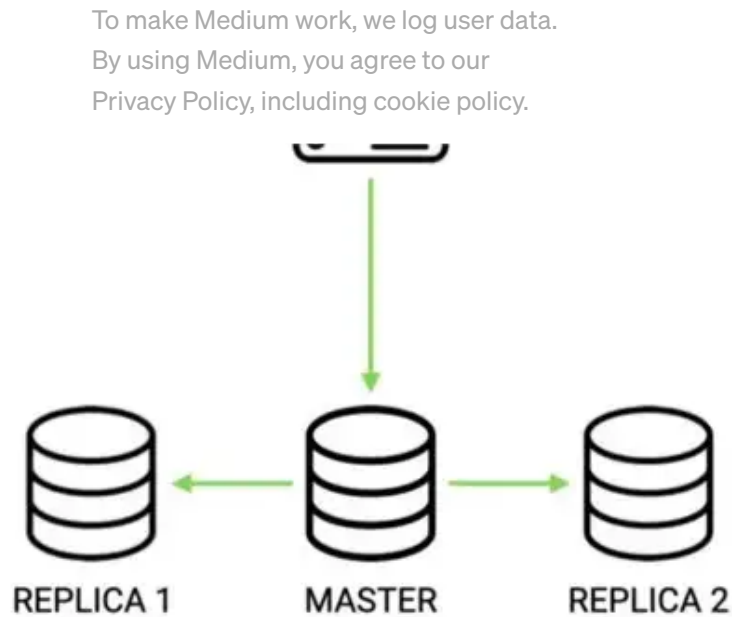 To make Medium work, we log user data.
By using Medium, you agree to our
Privacy Policy, including cookie policy.
REPLICA 1
MASTER
REPLICA 2